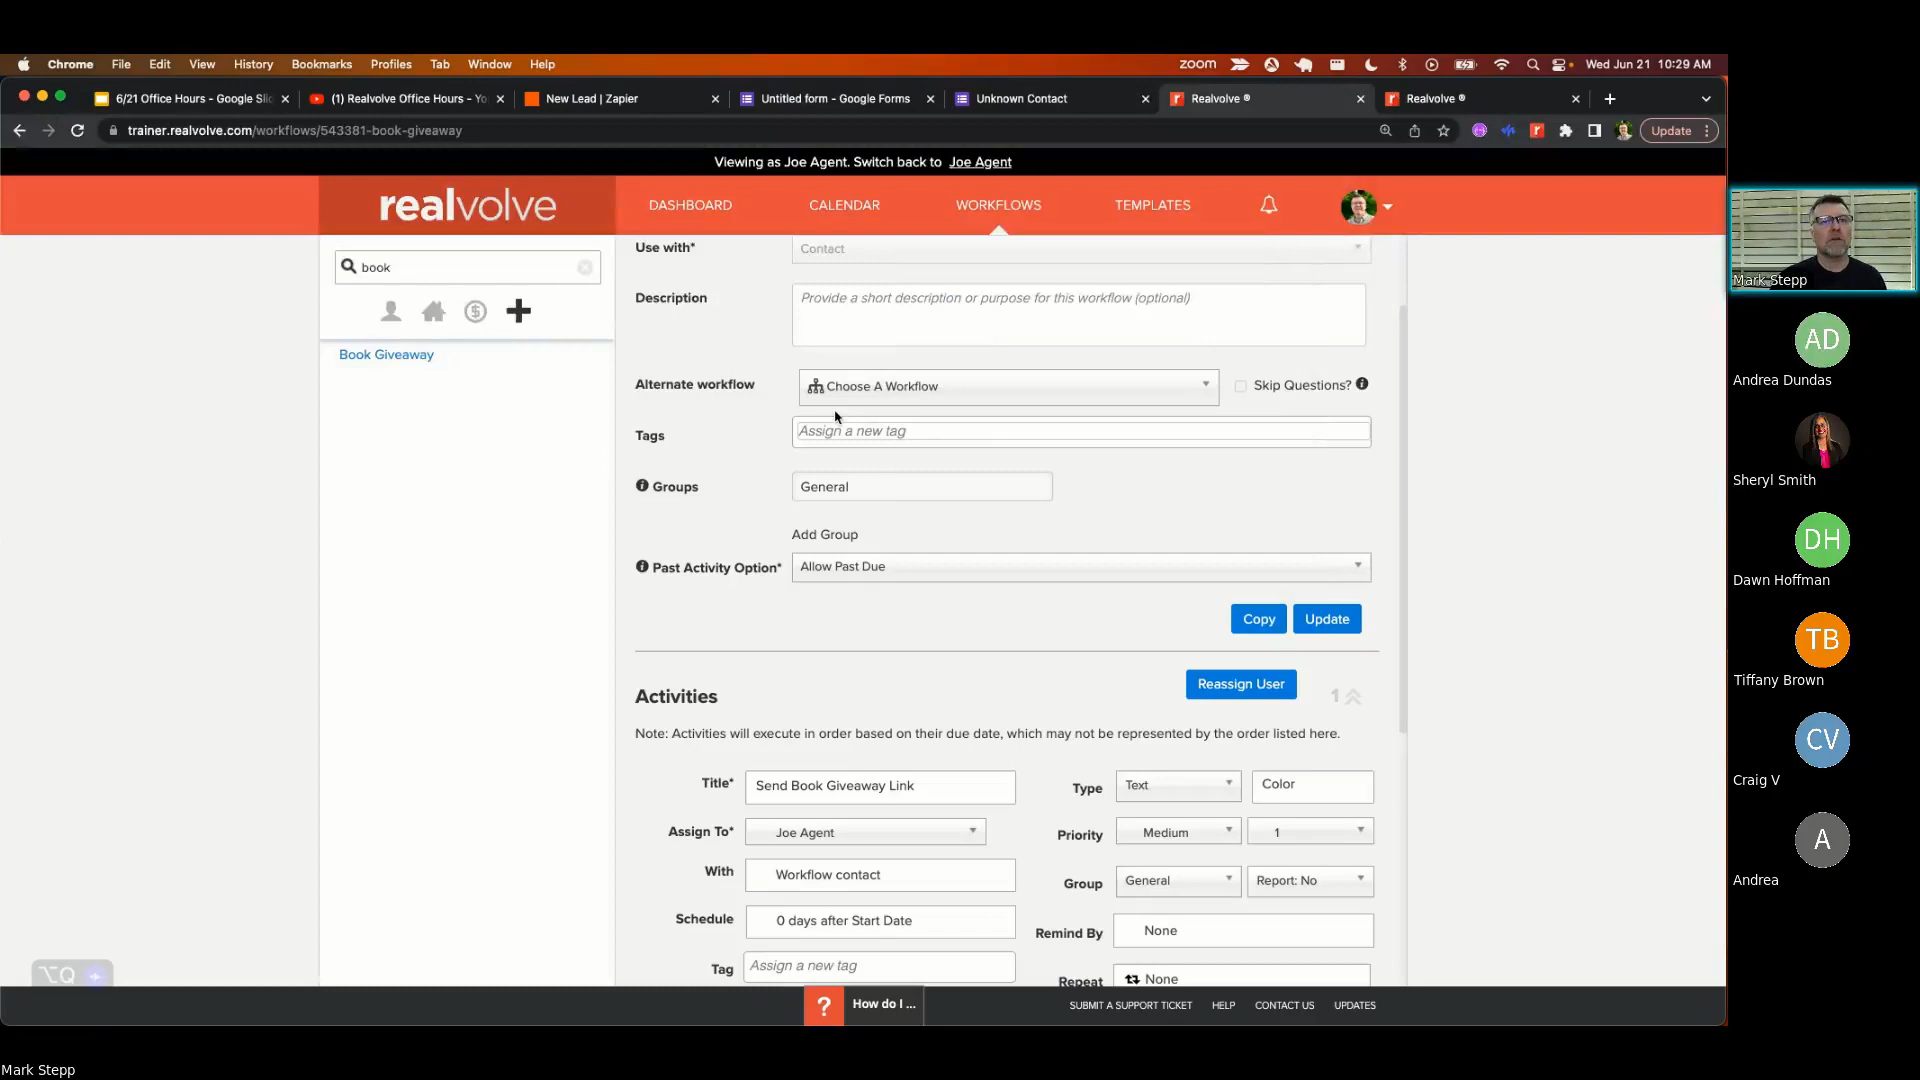 Chrome File Edit View History Bookmarks Profiles Tab Window Help zoom Wed Jun 21 10:29 AM
6/21 Office Hours - Google Slic (1) Realvolve Office Hours - Yo New Lead | Zapier Untitled form - Google Forms Unknown Contact Realvolve ® Realvolve ®
trainer.realvolve.com/workflows/543381-book-giveaway Update
Viewing as Joe Agent. Switch back to Joe Agent
realvolve DASHBOARD CALENDAR WORKFLOWS TEMPLATES
book
Book Giveaway
Use with* Contact
Description Provide a short description or purpose for this workflow (optional)
Alternate workflow Choose A Workflow Skip Questions?
Tags Assign a new tag
Groups General
Add Group
Past Activity Option* Allow Past Due
Copy Update
Activities Reassign User 1
Note: Activities will execute in order based on their due date, which may not be represented by the order listed here.
Title* Send Book Giveaway Link Type Text Color
Assign To* Joe Agent Priority Medium 1
With Workflow contact Group General Report: No
Schedule 0 days after Start Date Remind By None
Tag Assign a new tag Repeat None
⌥Q
? How do I ... SUBMIT A SUPPORT TICKET HELP CONTACT US UPDATES
Mark Stepp
AD
Andrea Dundas
Sheryl Smith
DH
Dawn Hoffman
TB
Tiffany Brown
CV
Craig V
A
Andrea
Mark Stepp